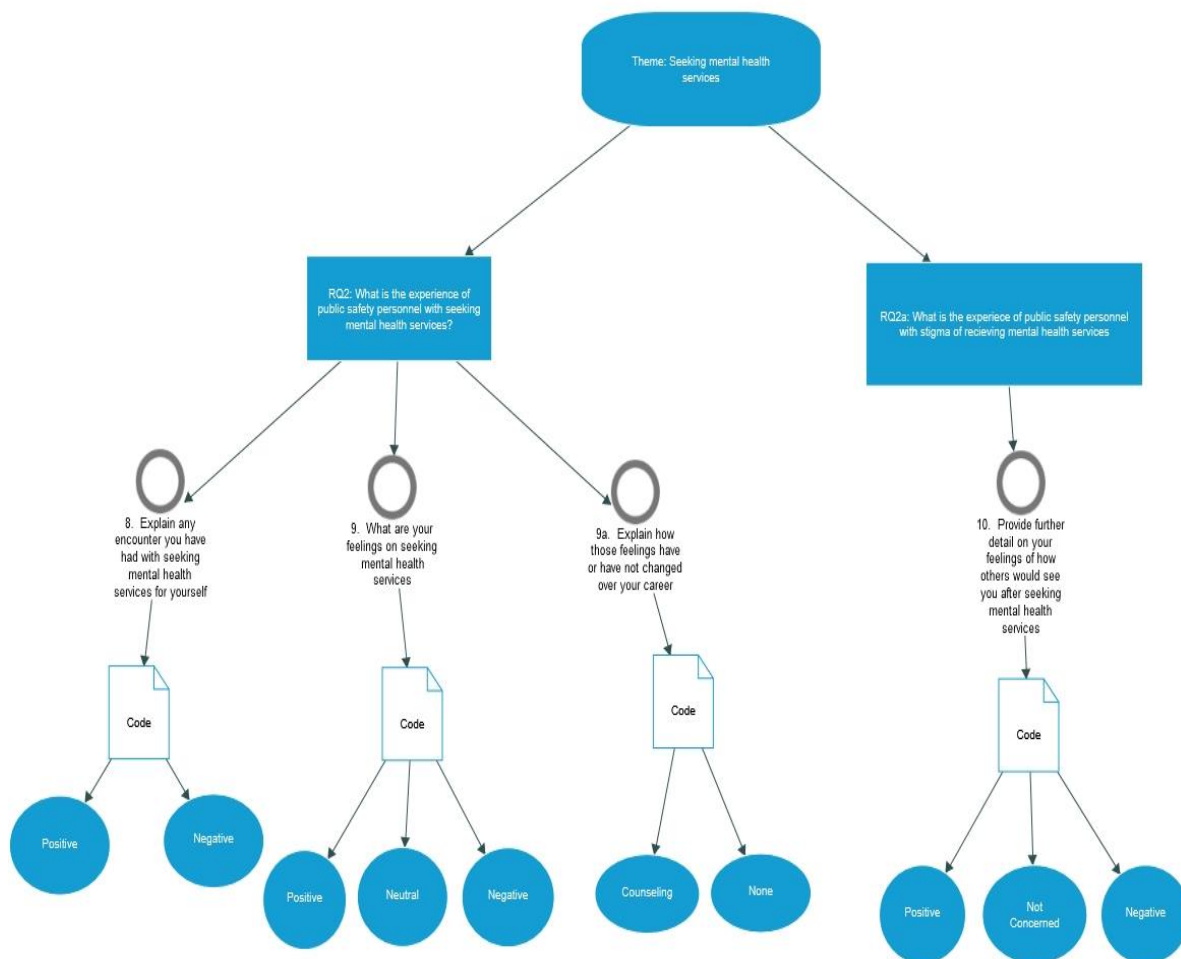 Theme: Seeking mental health
services
RQ2: What is the experience of
public safety personnel with seeking
mental health services?
RQ2a: What is the experiece of public safety personnel
with stigma of recieving mental health services
8. Explain any
encounter you have
had with seeking
mental health
services for yourself
9. What are your
feelings on seeking
mental health
services
9a. Explain how
those feelings have
or have not changed
over your career
10. Provide further
detail on your
feelings of how
others would see
you after seeking
mental health
services
Code
Code
Code
Code
Positive
Negative
Positive
Neutral
Negative
Counseling
None
Positive
Not
Concerned
Negative